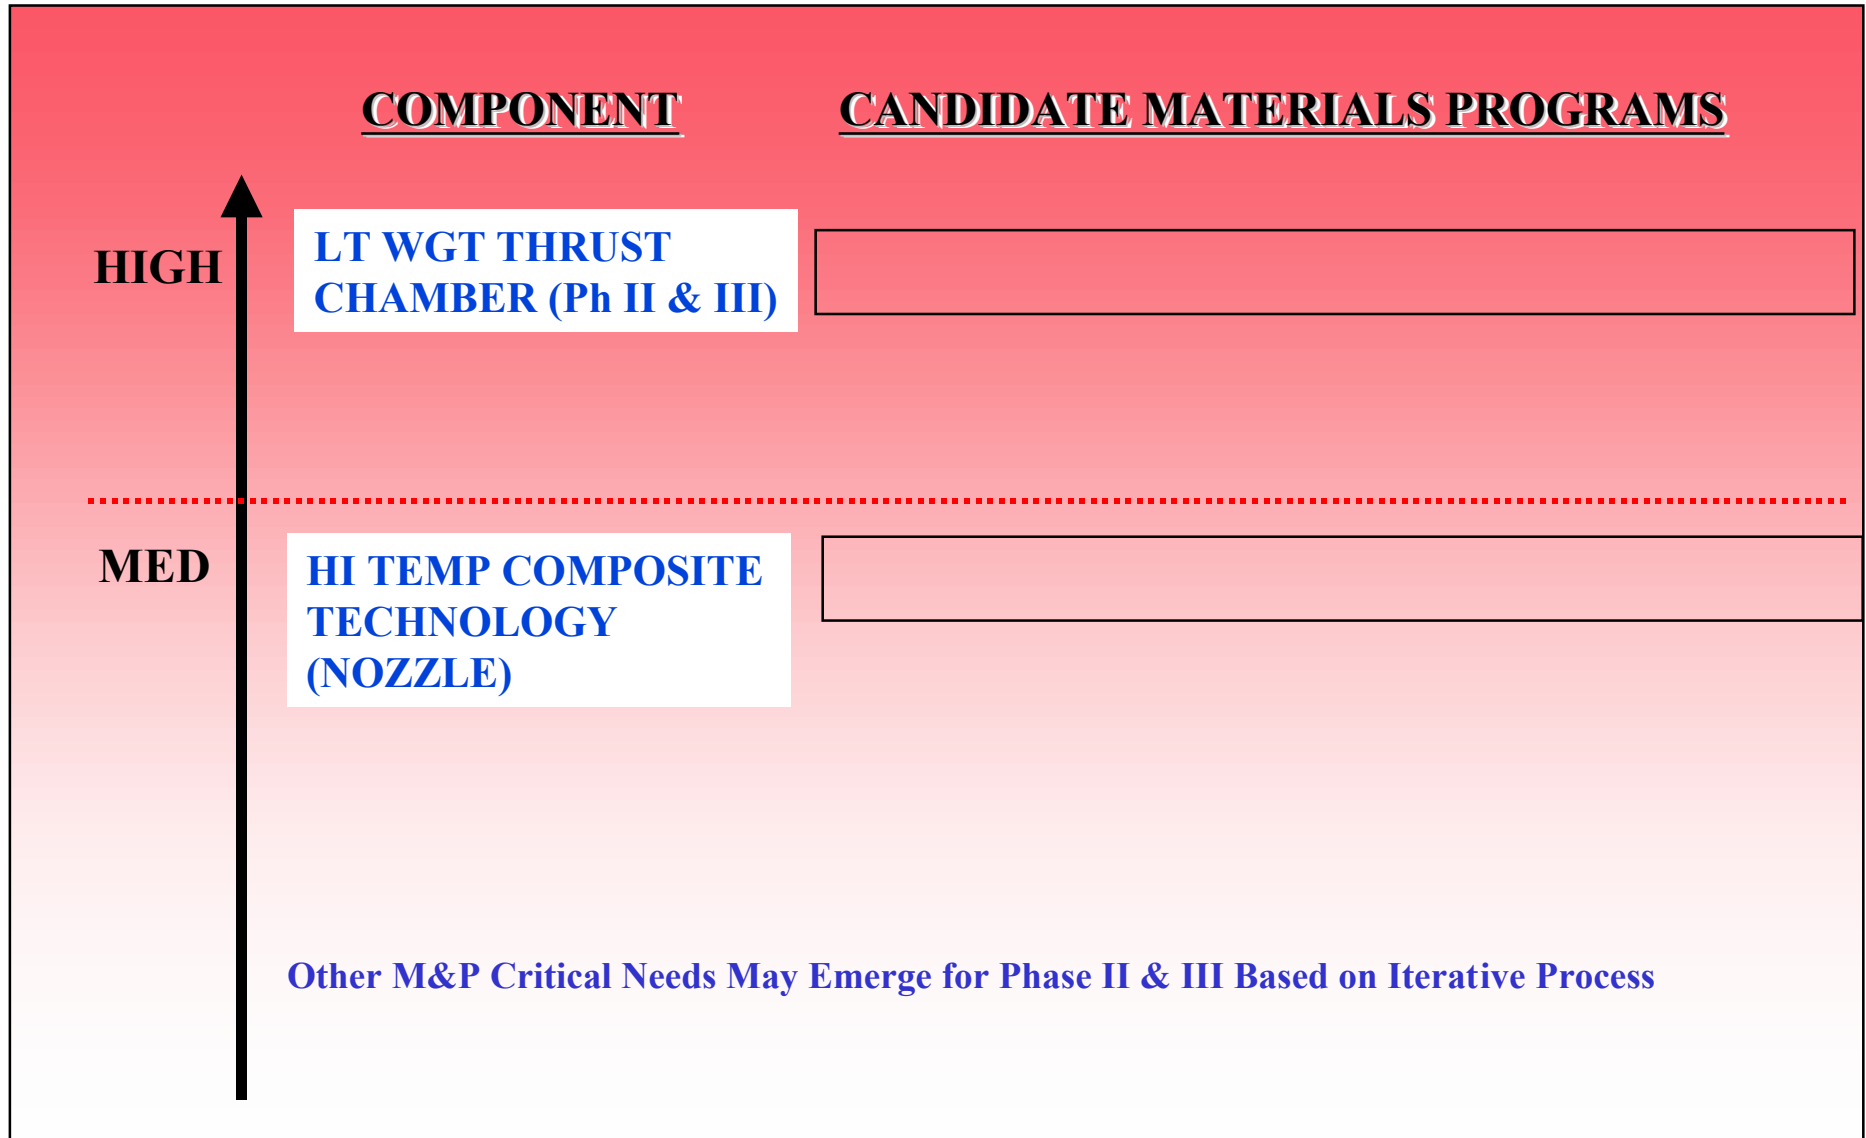 COMPONENT CANDIDATE MATERIALS PROGRAMS
HIGH
LT WGT THRUST
CHAMBER (Ph II & III)
MED
HI TEMP COMPOSITE
TECHNOLOGY
(NOZZLE)
Other M&P Critical Needs May Emerge for Phase II & III Based on Iterative Process